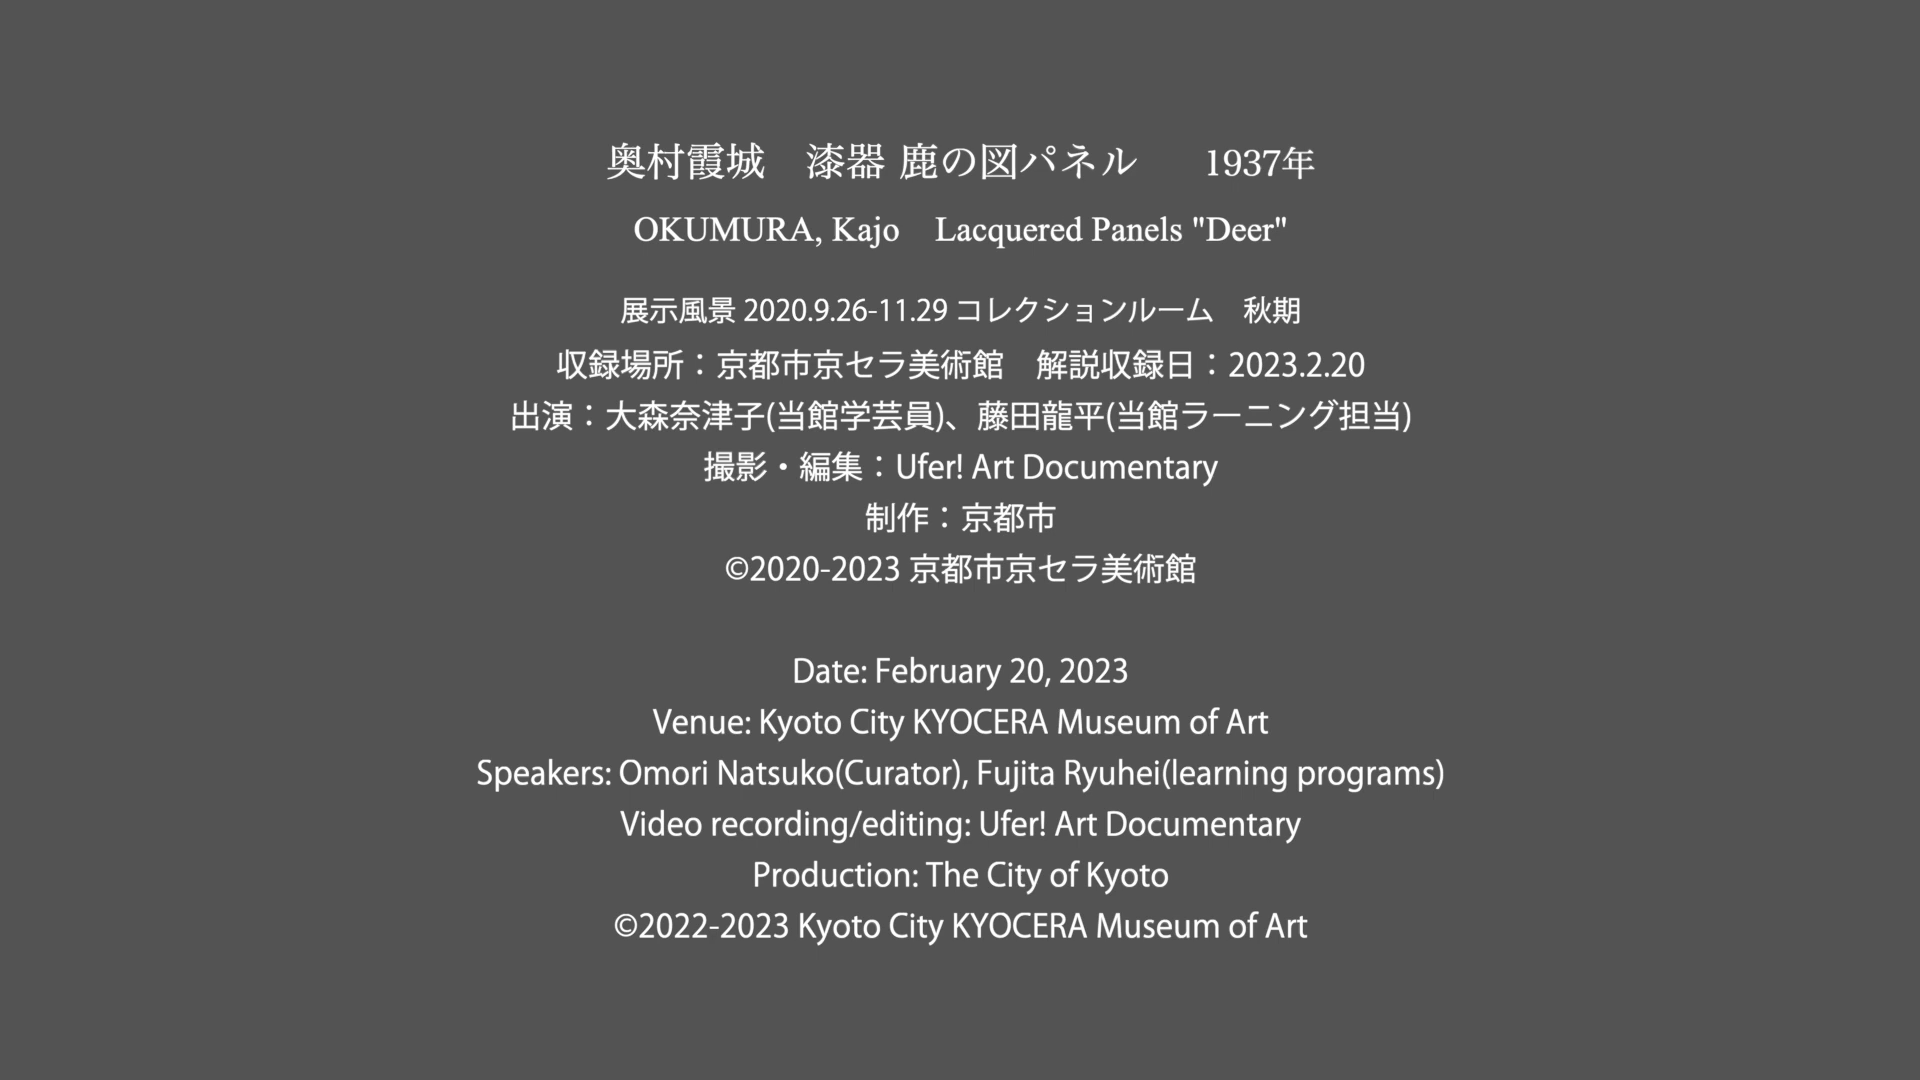 奥村霞城　漆器 鹿の図パネル　　1937年
OKUMURA, Kajo　Lacquered Panels "Deer"
展示風景 2020.9.26-11.29 コレクションルーム　秋期
収録場所：京都市京セラ美術館　解説収録日：2023.2.20
出演：大森奈津子(当館学芸員)、藤田龍平(当館ラーニング担当)
撮影・編集：Ufer! Art Documentary
制作：京都市
©2020-2023 京都市京セラ美術館
Date: February 20, 2023
Venue: Kyoto City KYOCERA Museum of Art
Speakers: Omori Natsuko(Curator), Fujita Ryuhei(learning programs)
Video recording/editing: Ufer! Art Documentary
Production: The City of Kyoto
©2022-2023 Kyoto City KYOCERA Museum of Art